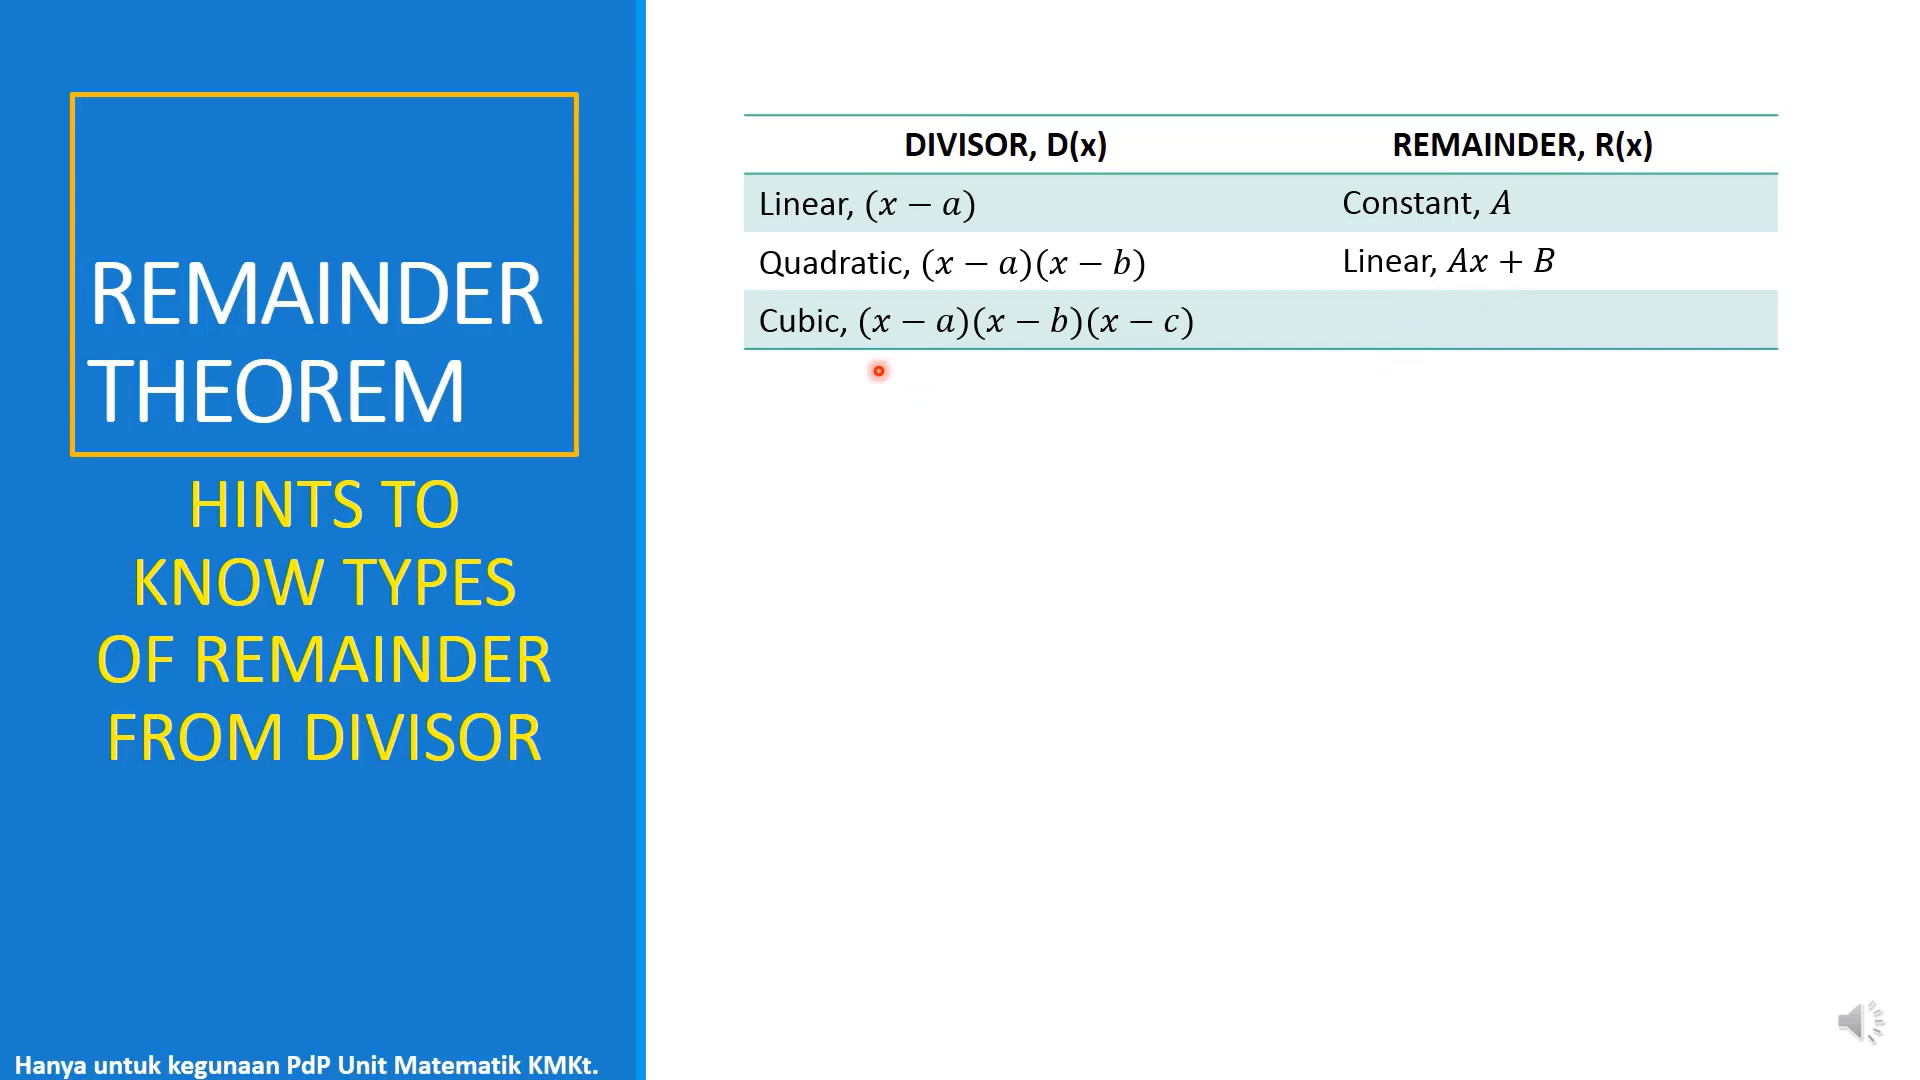 REMAINDER
THEOREM
HINTS TO
KNOW TYPES
OF REMAINDER
FROM DIVISOR
Hanya untuk kegunaan PdP Unit Matematik KMKt.
DIVISOR, D(x) REMAINDER, R(x)
Linear, (x − a) Constant, A
Quadratic, (x − a)(x − b) Linear, Ax + B
Cubic, (x − a)(x − b)(x − c)